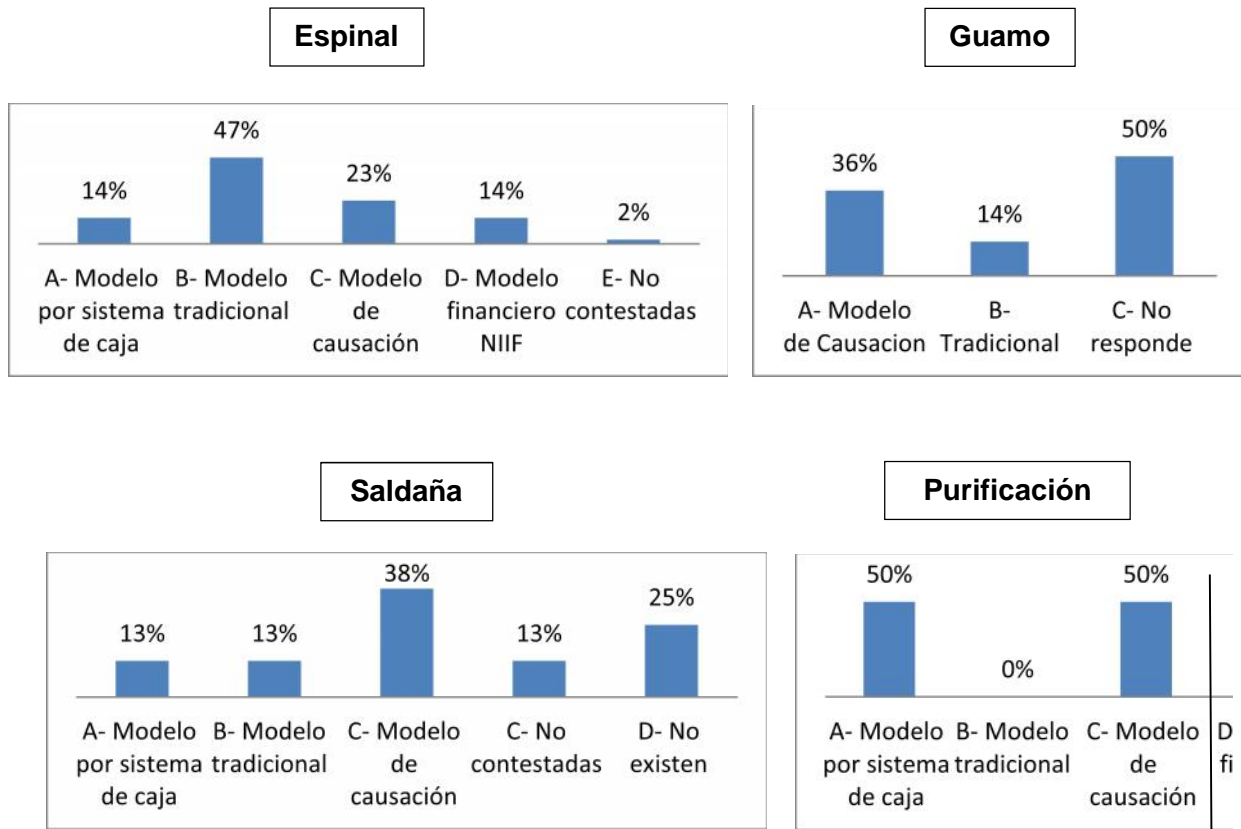 Espinal
47%
14%
23%
14%
2%
A- Modelo
por sistema
de caja
B- Modelo
tradicional
C- Modelo
de
causación
D- Modelo
financiero
NIIF
E- No
contestadas
Guamo
36%
14%
50%
A- Modelo
de Causacion
B-
Tradicional
C- No
responde
Saldaña
13%
13%
38%
13%
25%
A- Modelo
por sistema
de caja
B- Modelo
tradicional
C- Modelo
de
causación
C- No
contestadas
D- No
existen
Purificación
50%
0%
50%
A- Modelo
por sistema
de caja
B- Modelo
tradicional
C- Modelo
de
causación